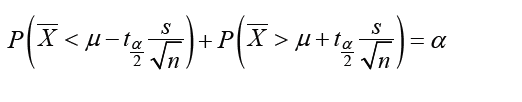 P(X̄ < μ − t_{α/2} s/√n) + P(X̄ > μ + t_{α/2} s/√n) = α